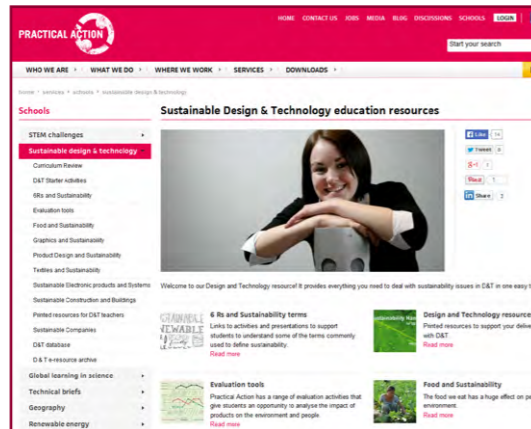 HOME CONTACT US JOBS MEDIA BLOG DISCUSSIONS SCHOOLS LOGIN
PRACTICAL ACTION
Start your search
WHO WE ARE WHAT WE DO WHERE WE WORK SERVICES DOWNLOADS
home > services > schools > sustainable design & technology
Schools
Sustainable Design & Technology education resources
STEM challenges
Sustainable design & technology
Curriculum Review
D&T Starter Activities
6Rs and Sustainability
Evaluation tools
Food and Sustainability
Graphics and Sustainability
Product Design and Sustainability
Textiles and Sustainability
Sustainable Electronic products and Systems
Sustainable Construction and Buildings
Printed resources for D&T teachers
Sustainable Companies
D&T database
D & T e-resource archive
Global learning in science
Technical briefs
Geography
Renewable energy
Like 14
Tweet
+1
Pin it 1
Share 2
Welcome to our Design and Technology resource! It provides everything you need to deal with sustainability issues in D&T in one easy t
6 Rs and Sustainability terms
Links to activities and presentations to support
students to understand some of the terms commonly
used to define sustainability.
Read more
Design and Technology resource
Printed resources to support your delive
with D&T.
Read more
Evaluation tools
Practical Action has a range of evaluation activities that
give students an opportunity to analyse the impact of
products on the environment and people.
Read more
Food and Sustainability
The food we eat has a huge effect on pe
environment.
Read more